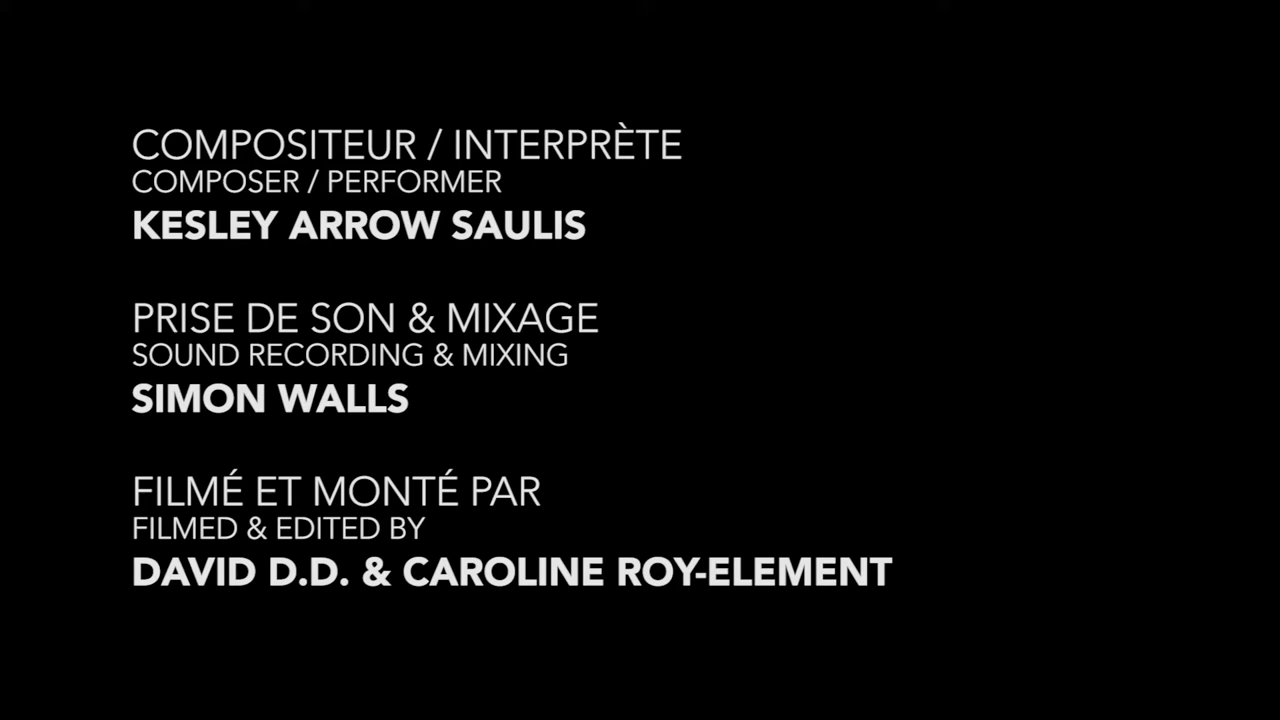 COMPOSITEUR / INTERPRÈTE
COMPOSER / PERFORMER
KESLEY ARROW SAULIS
PRISE DE SON & MIXAGE
SOUND RECORDING & MIXING
SIMON WALLS
FILMÉ ET MONTÉ PAR
FILMED & EDITED BY
DAVID D.D. & CAROLINE ROY-ELEMENT